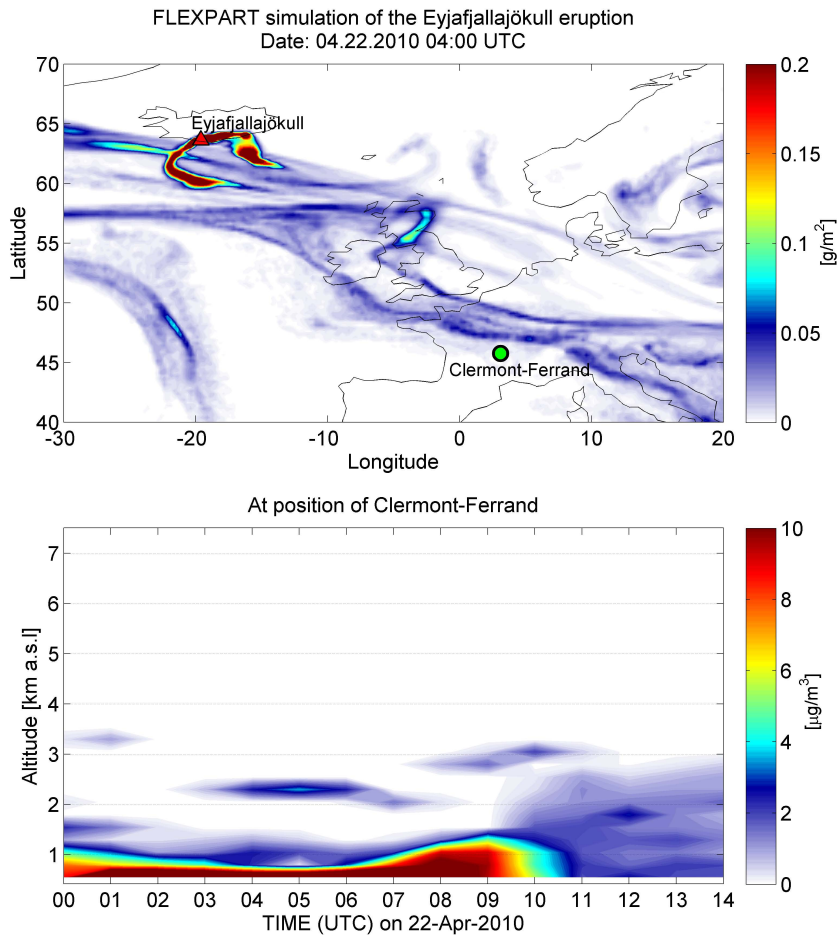 FLEXPART simulation of the Eyjafjallajökull eruption
Date: 04.22.2010 04:00 UTC
70
65
60
55
50
45
40
Latitude
Eyjafjallajökull
Clermont-Ferrand
-30 -20 -10 0 10 20
Longitude
0.2
0.15
0.1
0.05
0
[g/m²]
At position of Clermont-Ferrand
7
6
5
4
3
2
1
Altitude [km a.s.l]
00 01 02 03 04 05 06 07 08 09 10 11 12 13 14
TIME (UTC) on 22-Apr-2010
10
8
6
4
2
0
[µg/m³]